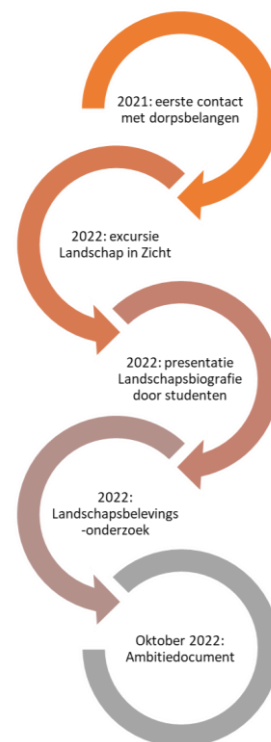 2021: eerste contact
met dorpsbelangen
2022: excursie
Landschap in Zicht
2022: presentatie
Landschapsbiografie
door studenten
2022:
Landschapsbelevings
-onderzoek
Oktober 2022:
Ambitiedocument